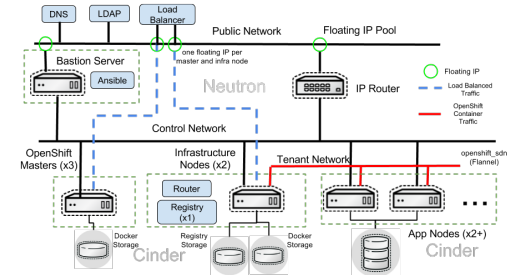 DNS
LDAP
Load
Balancer
Public Network
Floating IP Pool
Bastion Server
Ansible
one floating IP per
master and infra node
Neutron
IP Router
Floating IP
Load Balanced
Traffic
OpenShift
Container
Traffic
Control Network
OpenShift
Masters (x3)
Infrastructure
Nodes (x2)
Tenant Network
openshift_sdn
(Flannel)
Router
Registry
(x1)
Docker
Storage
Cinder
Registry
Storage
Docker
Storage
App Nodes (x2+)
Cinder